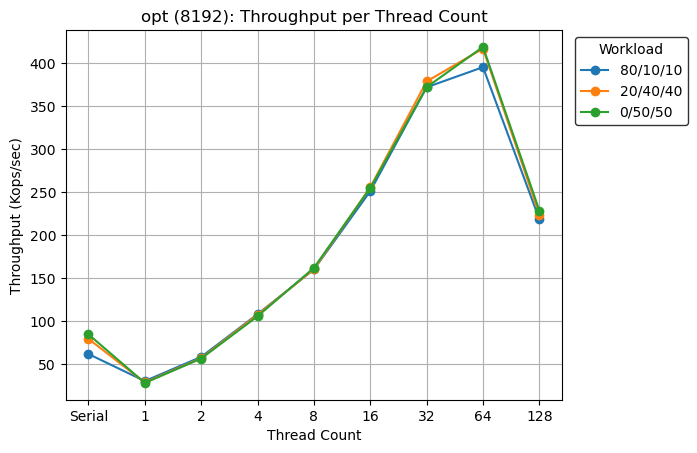 opt (8192): Throughput per Thread Count
Throughput (Kops/sec)
400
350
300
250
200
150
100
50
Serial 1 2 4 8 16 32 64 128
Thread Count
Workload
80/10/10
20/40/40
0/50/50